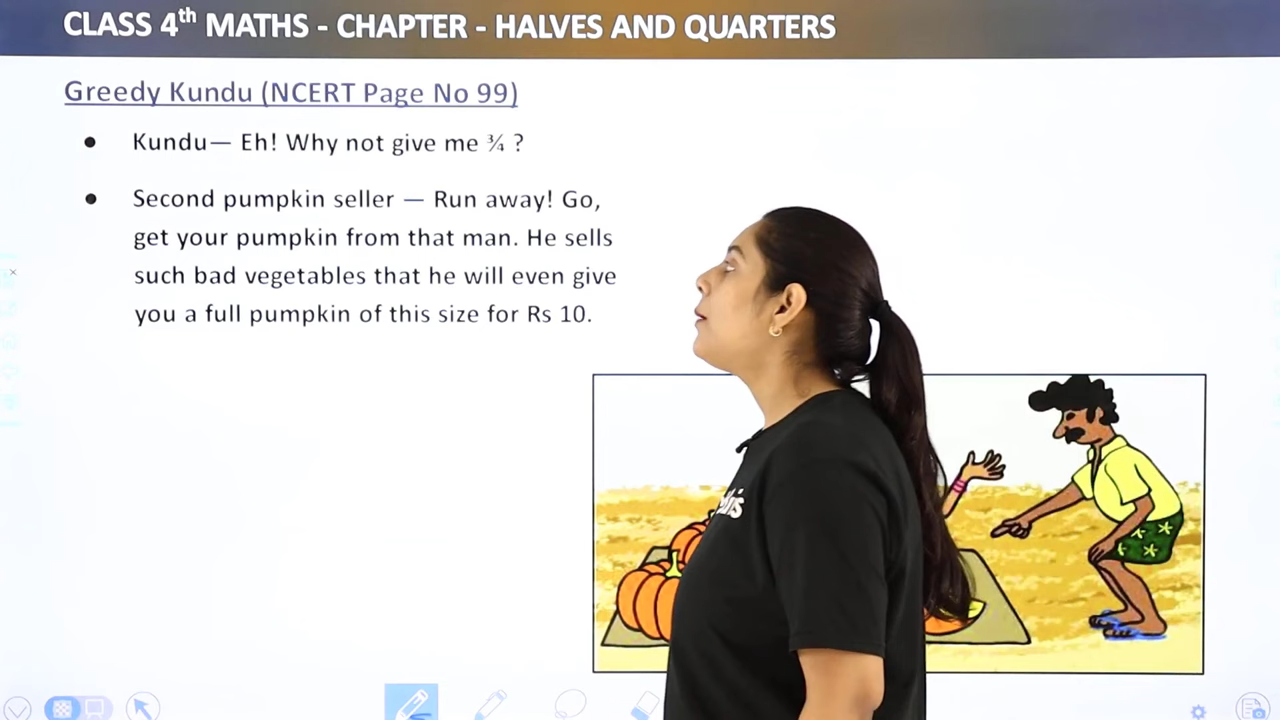 CLASS 4th MATHS - CHAPTER - HALVES AND QUARTERS
Greedy Kundu (NCERT Page No 99)
• Kundu— Eh! Why not give me ¾ ?
• Second pumpkin seller — Run away! Go,
get your pumpkin from that man. He sells
such bad vegetables that he will even give
you a full pumpkin of this size for Rs 10.